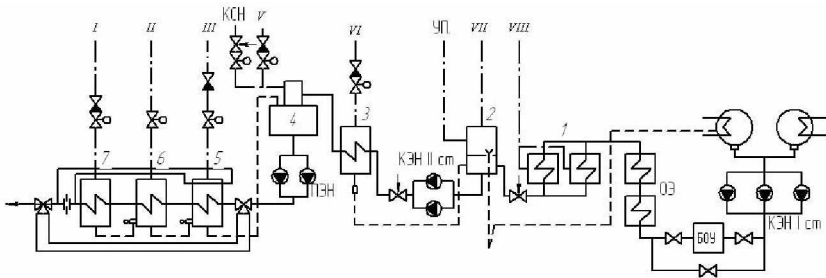 I
II
III
КСН
V
VI
УП
VII
VIII
4
3
2
1
7
6
5
ПЭН
КЭН II ст
ОЭ
КЭН I ст
БОУ